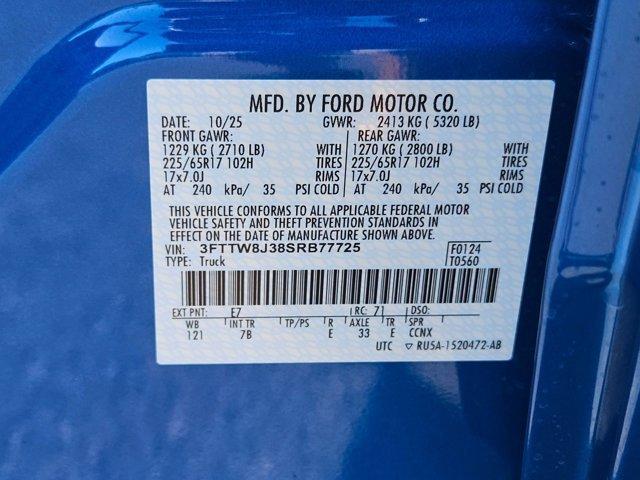 MFD. BY FORD MOTOR CO.
DATE: 10/25 GVWR: 2413 KG ( 5320 LB)
FRONT GAWR: REAR GAWR:
1229 KG ( 2710 LB) WITH 1270 KG ( 2800 LB) WITH
225/65R17 102H TIRES 225/65R17 102H TIRES
17x7.0J RIMS 17x7.0J RIMS
AT 240 kPa/ 35 PSI COLD AT 240 kPa/ 35 PSI COLD
THIS VEHICLE CONFORMS TO ALL APPLICABLE FEDERAL MOTOR
VEHICLE SAFETY AND THEFT PREVENTION STANDARDS IN
EFFECT ON THE DATE OF MANUFACTURE SHOWN ABOVE.
VIN: 3FTTW8J38SRB77725 F0124
TYPE: Truck T0560
EXT PNT: E7 RC: 71 DSO:
WB INT TR TP/PS R AXLE TR SPR
121 7B E 33 E CCNX
UTC ▽ RU5A-1520472-AB